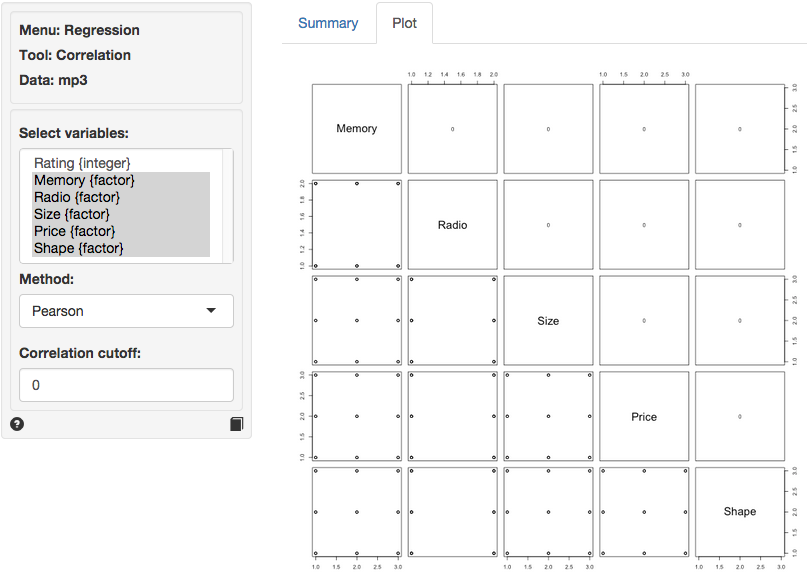 Menu: Regression
Tool: Correlation
Data: mp3
Select variables:
Rating {integer}
Memory {factor}
Radio {factor}
Size {factor}
Price {factor}
Shape {factor}
Method:
Pearson
Correlation cutoff:
0
?
Summary Plot
1.0 1.2 1.4 1.6 1.8 2.0 1.0 1.5 2.0 2.5 3.0
Memory 0 0 0 0
1.0 1.5 2.0 2.5 3.0
1.0 1.2 1.4 1.6 1.8 2.0
Radio 0 0 0
Size 0 0
1.0 1.5 2.0 2.5 3.0
1.0 1.5 2.0 2.5 3.0
Price 0
Shape
1.0 1.5 2.0 2.5 3.0
1.0 1.5 2.0 2.5 3.0 1.0 1.5 2.0 2.5 3.0 1.0 1.5 2.0 2.5 3.0